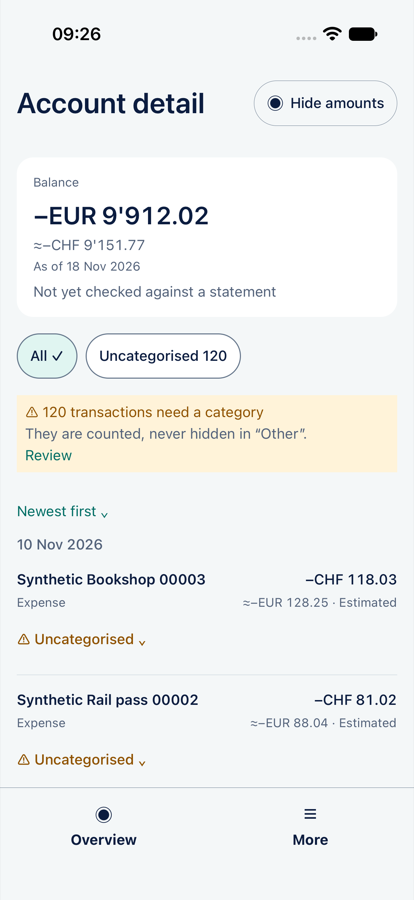 09:26
Account detail
Hide amounts
Balance
−EUR 9'912.02
≈−CHF 9'151.77
As of 18 Nov 2026
Not yet checked against a statement
All ✓
Uncategorised 120
⚠ 120 transactions need a category
They are counted, never hidden in “Other”.
Review
Newest first ⌄
10 Nov 2026
Synthetic Bookshop 00003 −CHF 118.03
Expense ≈−EUR 128.25 · Estimated
⚠ Uncategorised ⌄
Synthetic Rail pass 00002 −CHF 81.02
Expense ≈−EUR 88.04 · Estimated
⚠ Uncategorised ⌄
Overview
More